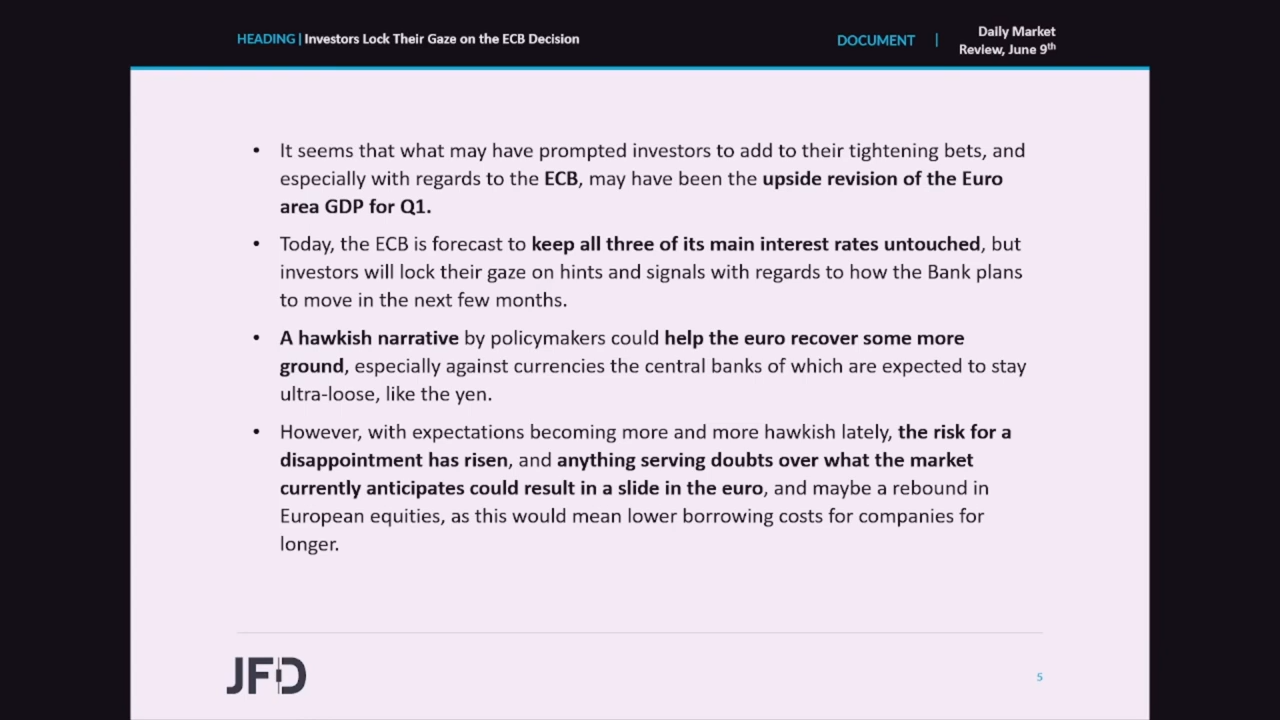 HEADING | Investors Lock Their Gaze on the ECB Decision
DOCUMENT | Daily Market
Review, June 9th
• It seems that what may have prompted investors to add to their tightening bets, and
especially with regards to the ECB, may have been the upside revision of the Euro
area GDP for Q1.
• Today, the ECB is forecast to keep all three of its main interest rates untouched, but
investors will lock their gaze on hints and signals with regards to how the Bank plans
to move in the next few months.
• A hawkish narrative by policymakers could help the euro recover some more
ground, especially against currencies the central banks of which are expected to stay
ultra-loose, like the yen.
• However, with expectations becoming more and more hawkish lately, the risk for a
disappointment has risen, and anything serving doubts over what the market
currently anticipates could result in a slide in the euro, and maybe a rebound in
European equities, as this would mean lower borrowing costs for companies for
longer.
JFD
5